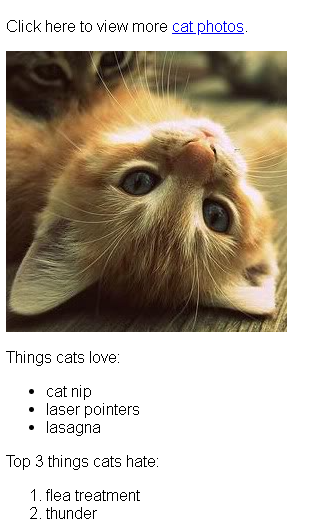 Click here to view more cat photos.
Things cats love:
• cat nip
• laser pointers
• lasagna
Top 3 things cats hate:
1. flea treatment
2. thunder